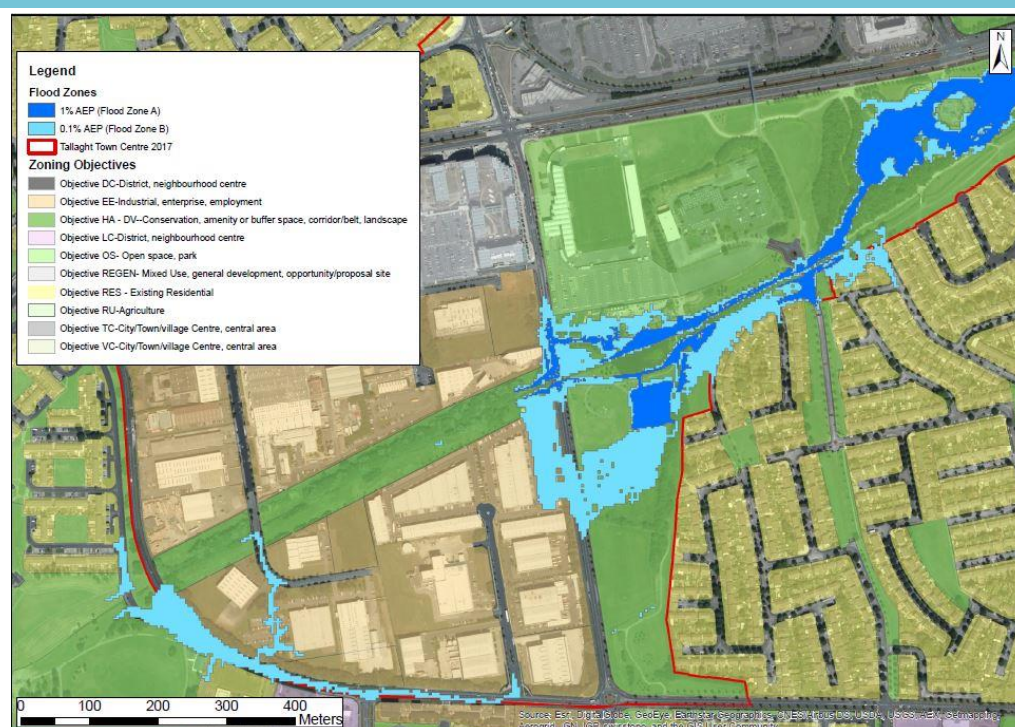 N
Legend
Flood Zones
1% AEP (Flood Zone A)
0.1% AEP (Flood Zone B)
Tallaght Town Centre 2017
Zoning Objectives
Objective DC-District, neighbourhood centre
Objective EE-Industrial, enterprise, employment
Objective HA - DV--Conservation, amenity or buffer space, corridor/belt, landscape
Objective LC-District, neighbourhood centre
Objective OS- Open space, park
Objective REGEN- Mixed Use, general development, opportunity/proposal site
Objective RES - Existing Residential
Objective RU-Agriculture
Objective TC-City/Town/village Centre, central area
Objective VC-City/Town/village Centre, central area
0 100 200 300 400
Meters
Source: Esri, DigitalGlobe, GeoEye, Earthstar Geographics, CNES/Airbus DS, USDA, USGS, AEX, Getmapping,